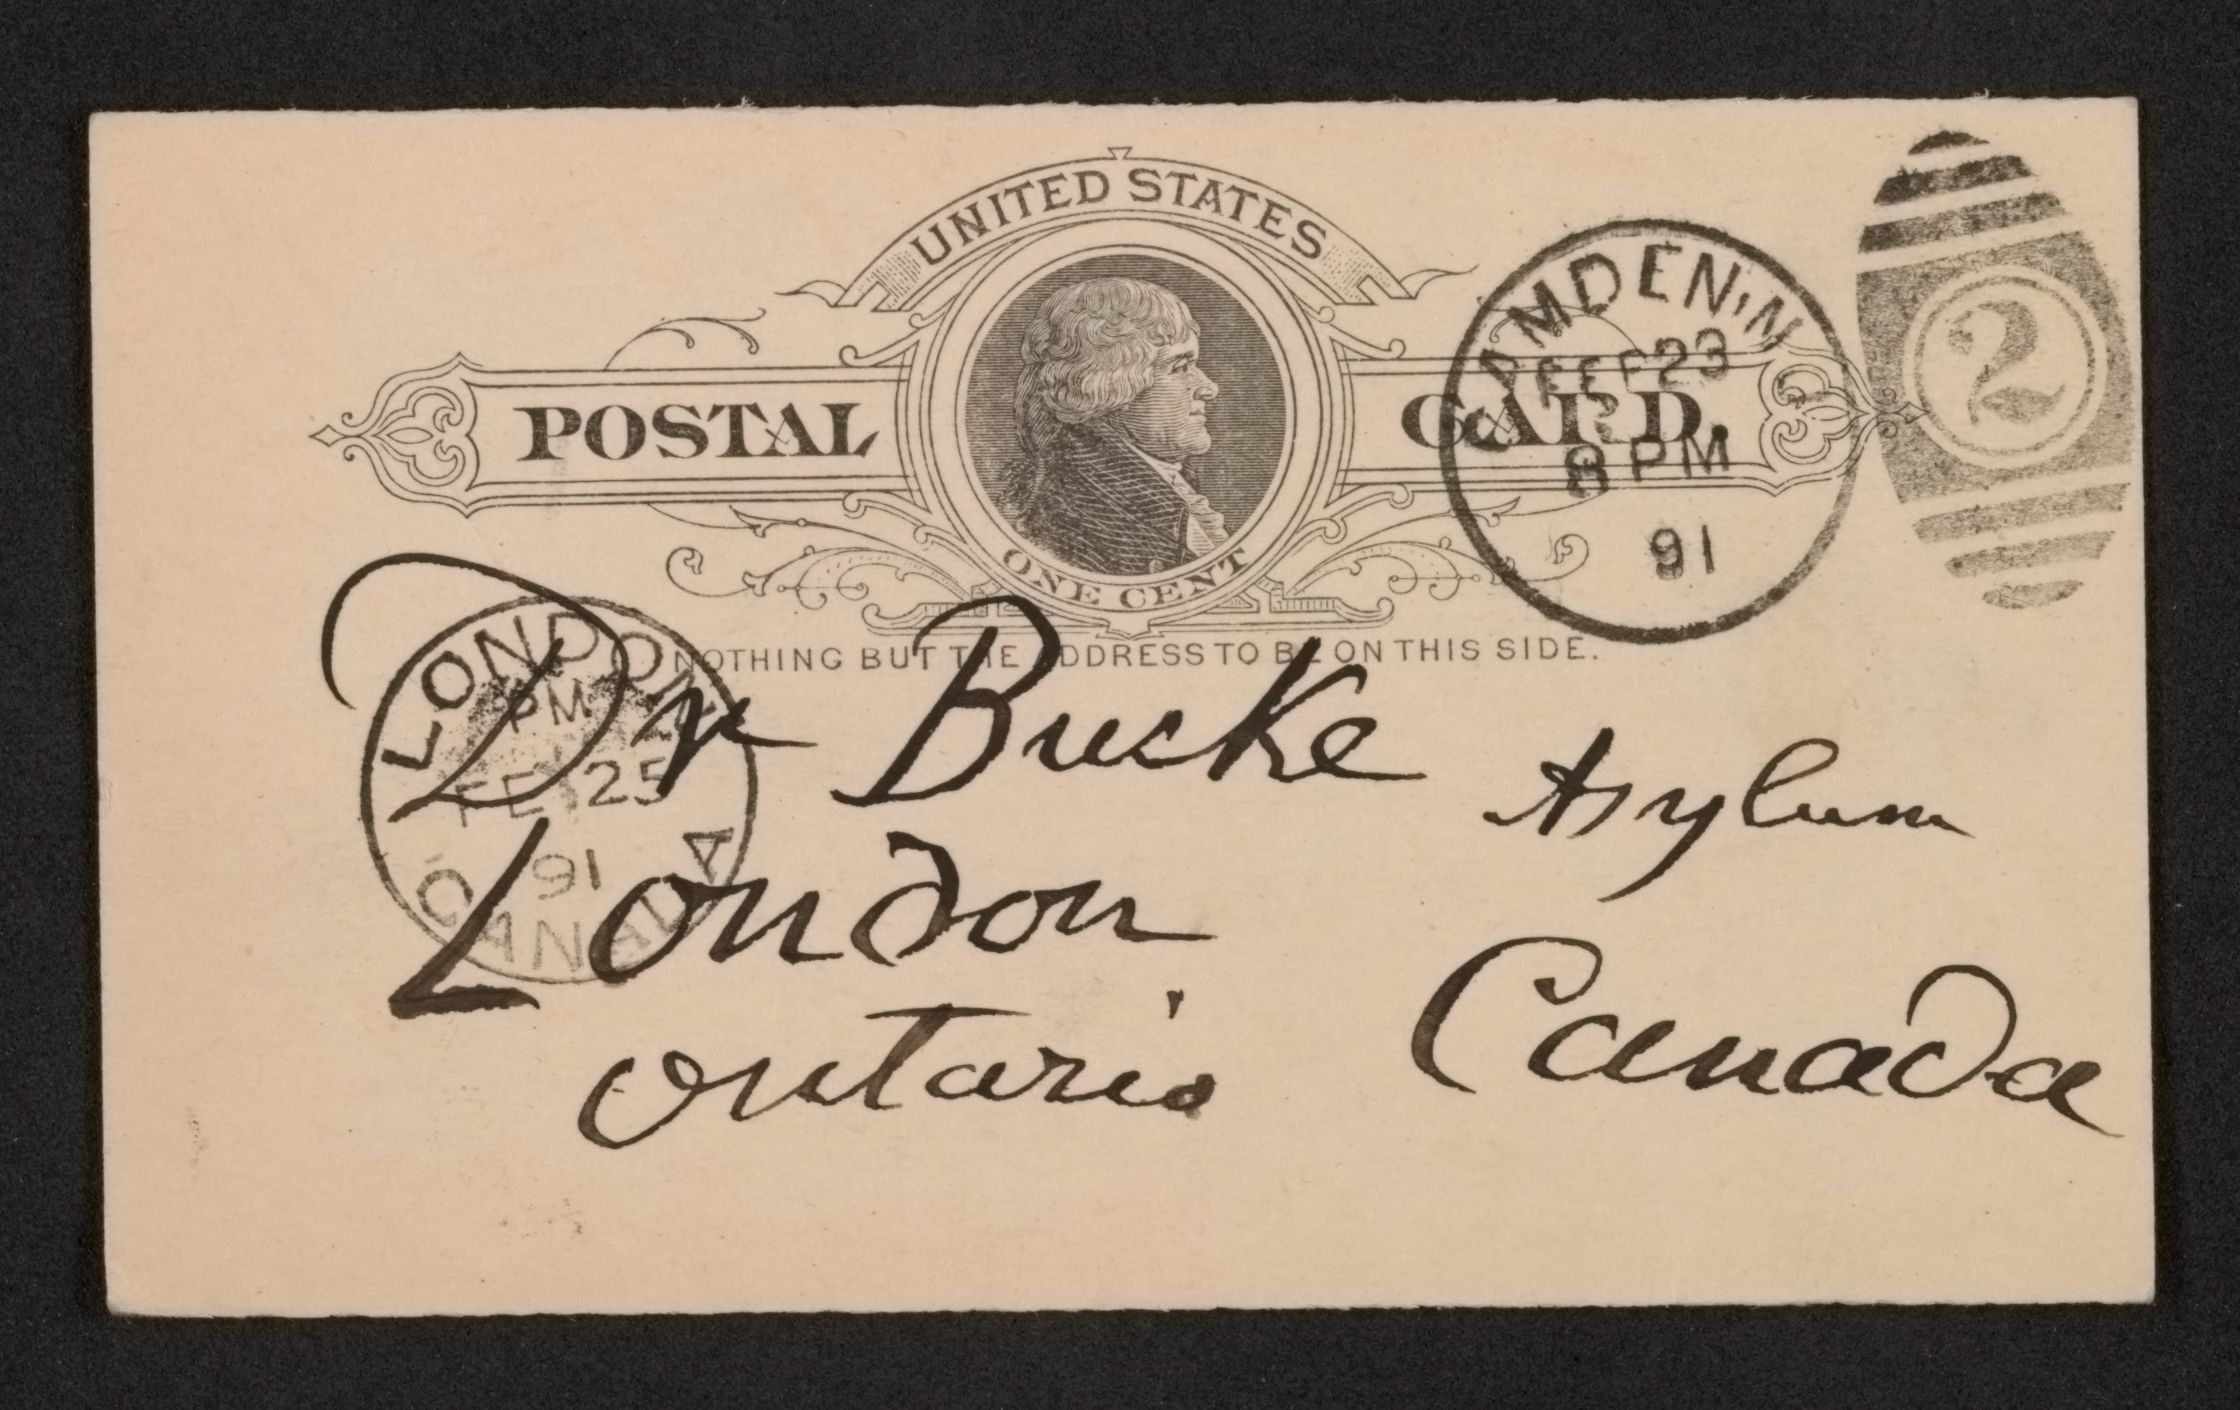 UNITED STATES
POSTAL CARD.
ONE CENT
NOTHING BUT THE ADDRESS TO BE ON THIS SIDE.
CAMDEN, N
FEB 23
8 PM
91
2
LONDON
PM
FE 25
91
CANADA
Dr Bucke
Asylum
London
Ontario
Canada